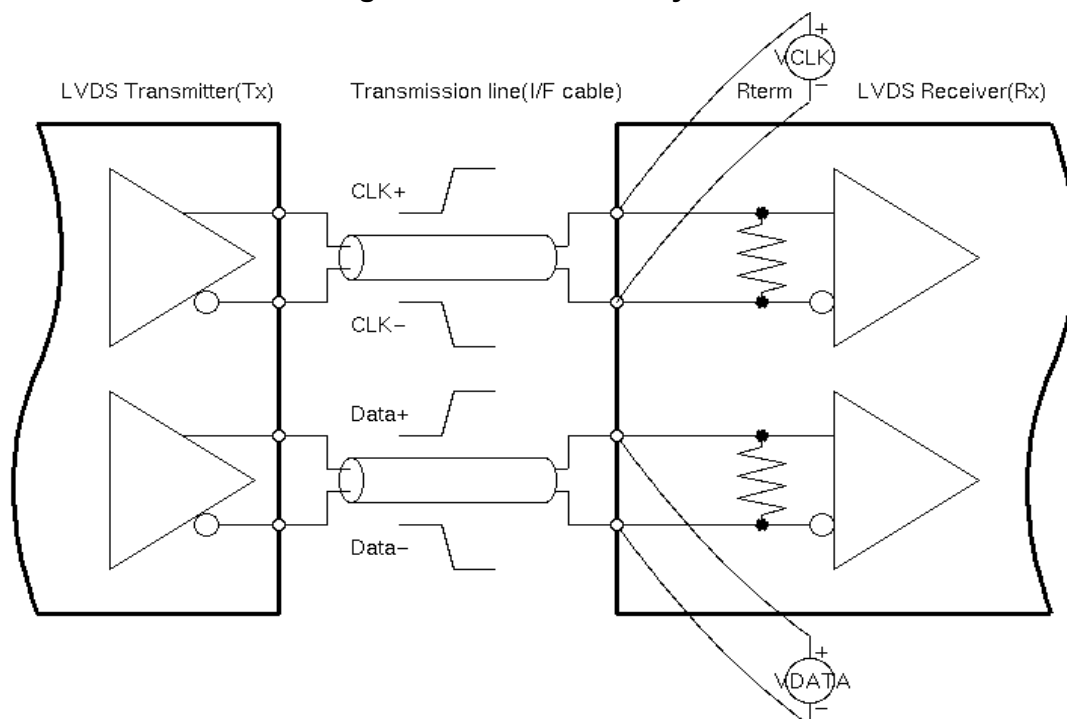 +
VCLK
−
LVDS Transmitter(Tx) Transmission line(I/F cable) Rterm LVDS Receiver(Rx)
CLK+
CLK−
Data+
Data−
+
VDATA
−